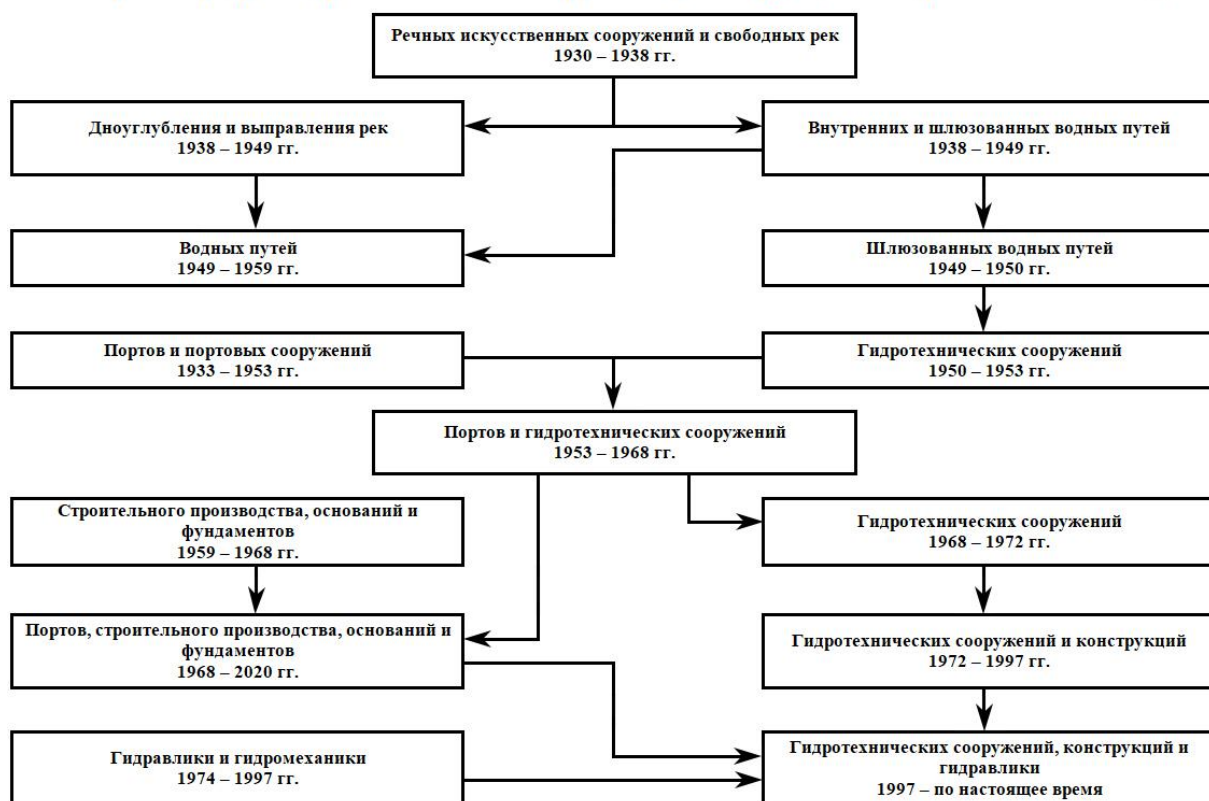 Речных искусственных сооружений и свободных рек
1930 – 1938 гг.
Дноуглубления и выправления рек
1938 – 1949 гг.
Внутренних и шлюзованных водных путей
1938 – 1949 гг.
Водных путей
1949 – 1959 гг.
Шлюзованных водных путей
1949 – 1950 гг.
Портов и портовых сооружений
1933 – 1953 гг.
Гидротехнических сооружений
1950 – 1953 гг.
Портов и гидротехнических сооружений
1953 – 1968 гг.
Строительного производства, оснований и
фундаментов
1959 – 1968 гг.
Гидротехнических сооружений
1968 – 1972 гг.
Портов, строительного производства, оснований и
фундаментов
1968 – 2020 гг.
Гидротехнических сооружений и конструкций
1972 – 1997 гг.
Гидравлики и гидромеханики
1974 – 1997 гг.
Гидротехнических сооружений, конструкций и
гидравлики
1997 – по настоящее время